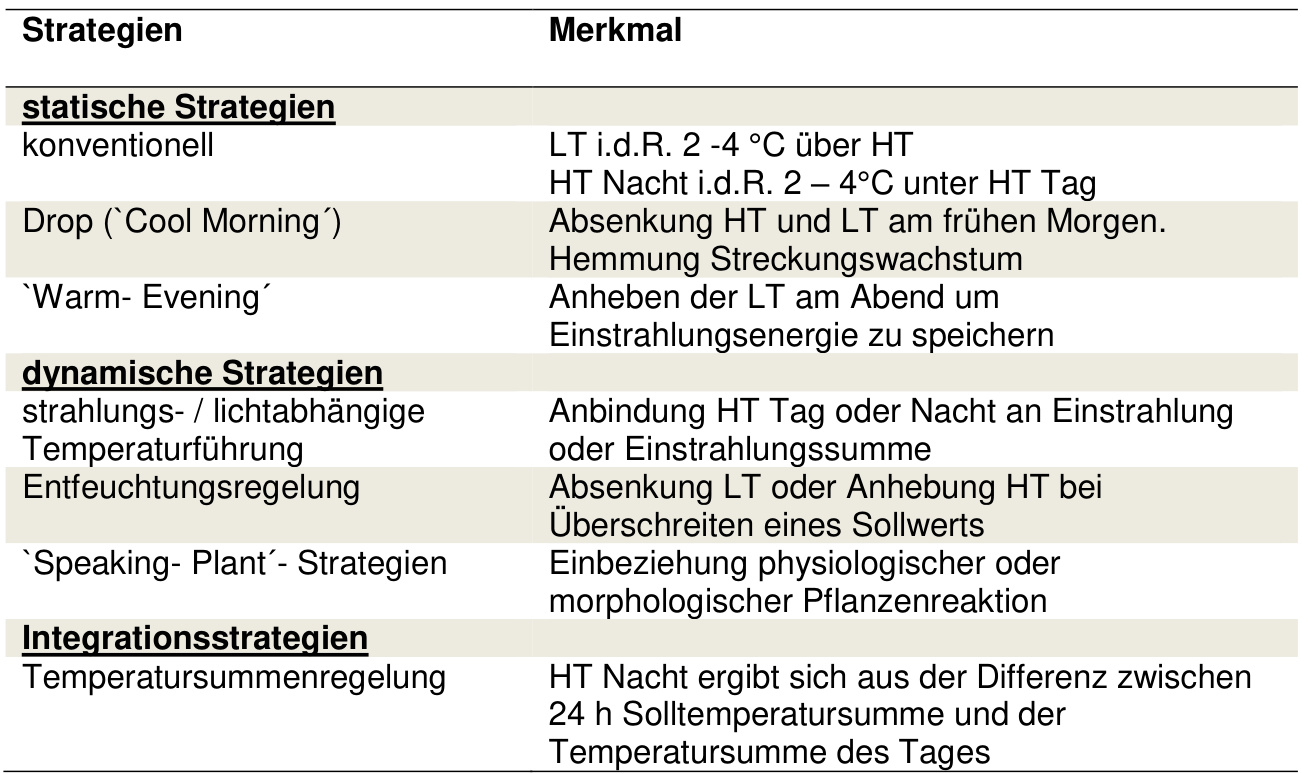 Strategien Merkmal
statische Strategien
konventionell LT i.d.R. 2 -4 °C über HT
HT Nacht i.d.R. 2 – 4°C unter HT Tag
Drop (`Cool Morning´) Absenkung HT und LT am frühen Morgen.
Hemmung Streckungswachstum
`Warm- Evening´ Anheben der LT am Abend um
Einstrahlungsenergie zu speichern
dynamische Strategien
strahlungs- / lichtabhängige Anbindung HT Tag oder Nacht an Einstrahlung
Temperaturführung oder Einstrahlungssumme
Entfeuchtungsregelung Absenkung LT oder Anhebung HT bei
Überschreiten eines Sollwerts
`Speaking- Plant´- Strategien Einbeziehung physiologischer oder
morphologischer Pflanzenreaktion
Integrationsstrategien
Temperatursummenregelung HT Nacht ergibt sich aus der Differenz zwischen
24 h Solltemperatursumme und der
Temperatursumme des Tages